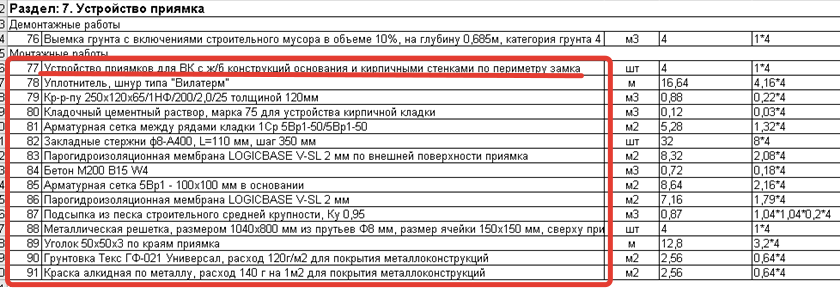 Раздел: 7. Устройство приямка
Демонтажные работы
76 Выемка грунта с включениями строительного мусора в объеме 10%, на глубину 0,685м, категория грунта 4 м3 4 1*4
Монтажные работы
77 Устройство приямков для ВК с ж/б конструкций основания и кирпичными стенками по периметру замка шт 4 1*4
78 Уплотнитель, шнур типа "Вилатерм" м 16,64 4,16*4
79 Кр-р-пу 250х120х65/1НФ/200/2,0/25 толщиной 120мм м3 0,88 0,22*4
80 Кладочный цементный раствор, марка 75 для устройства кирпичной кладки м3 0,12 0,03*4
81 Арматурная сетка между рядами кладки 1Ср 5Вр1-50/5Вр1-50 м2 5,28 1,32*4
82 Закладные стержни ф8-А400, L=110 мм, шаг 350 мм шт 32 8*4
83 Парогидроизоляционная мембрана LOGICBASE V-SL 2 мм по внешней поверхности приямка м2 8,32 2,08*4
84 Бетон М200 В15 W4 м3 0,72 0,18*4
85 Арматурная сетка 5Вр1 - 100х100 мм в основании м2 8,64 2,16*4
86 Парогидроизоляционная мембрана LOGICBASE V-SL 2 мм м2 7,16 1,79*4
87 Подсыпка из песка строительного средней крупности, Ку 0,95 м3 0,87 1,04*1,04*0,2*4
88 Металлическая решетка, размером 1040х800 мм из прутьев Ф8 мм, размер ячейки 150х150 мм, сверху при шт 4 1*4
89 Уголок 50х50х3 по краям приямка м 12,8 3,2*4
90 Грунтовка Текс ГФ-021 Универсал, расход 120г/м2 для покрытия металлоконструкций м2 2,56 0,64*4
91 Краска алкидная по металлу, расход 140 г на 1м2 для покрытия металлоконструкций м2 2,56 0,64*4